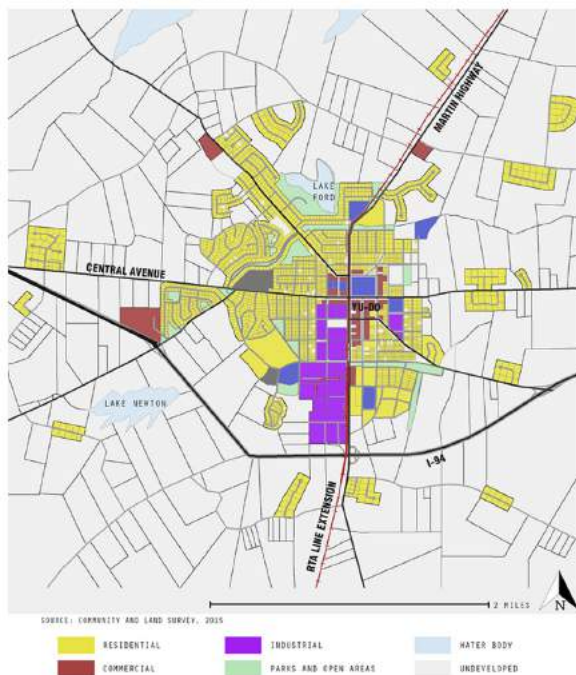 MARTIN HIGHWAY
LAKE
FORD
CENTRAL AVENUE
YU-DO
LAKE NEWTON
I-94
RTA LINE EXTENSION
2 MILES
N
SOURCE: COMMUNITY AND LAND SURVEY, 2015
RESIDENTIAL
INDUSTRIAL
WATER BODY
COMMERCIAL
PARKS AND OPEN AREAS
UNDEVELOPED